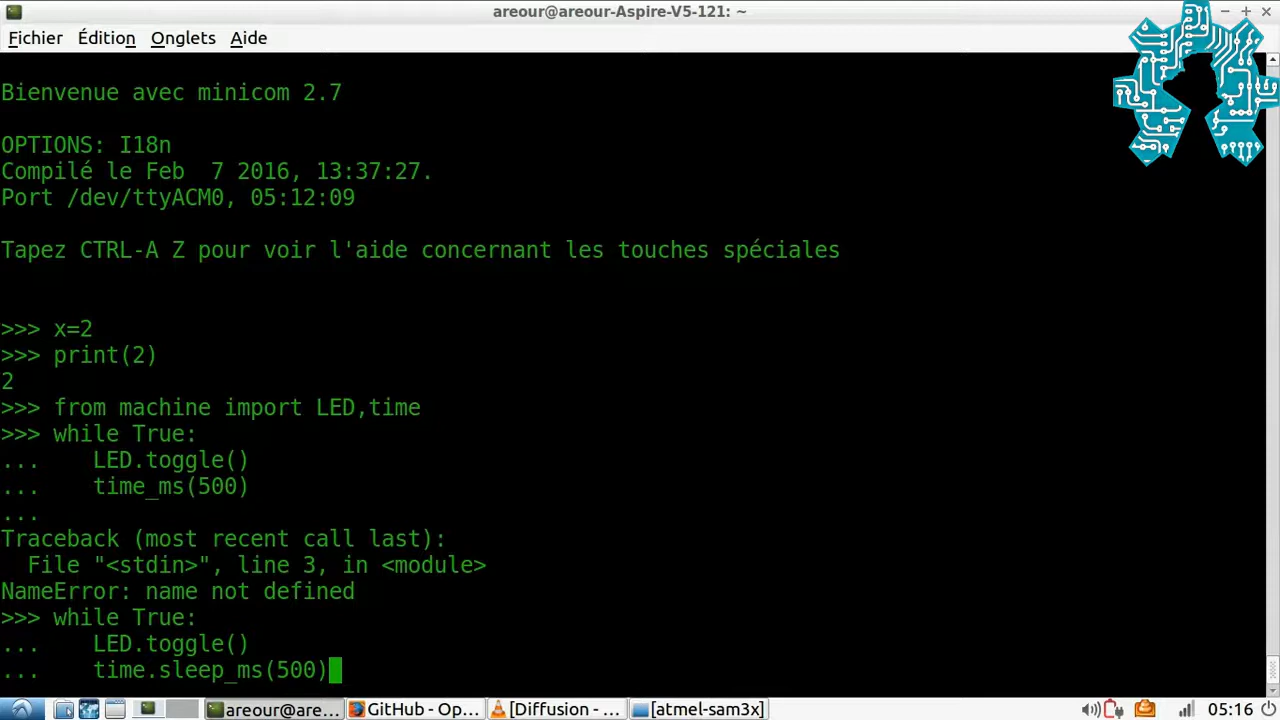 areour@areour-Aspire-V5-121: ~
Fichier Édition Onglets Aide
Bienvenue avec minicom 2.7
OPTIONS: I18n
Compilé le Feb  7 2016, 13:37:27.
Port /dev/ttyACM0, 05:12:09
Tapez CTRL-A Z pour voir l'aide concernant les touches spéciales
>>> x=2
>>> print(2)
2
>>> from machine import LED,time
>>> while True:
...    LED.toggle()
...    time_ms(500)
...
Traceback (most recent call last):
  File "<stdin>", line 3, in <module>
NameError: name not defined
>>> while True:
...    LED.toggle()
...    time.sleep_ms(500)
areour@are... GitHub - Op... [Diffusion - ... [atmel-sam3x] 05:16